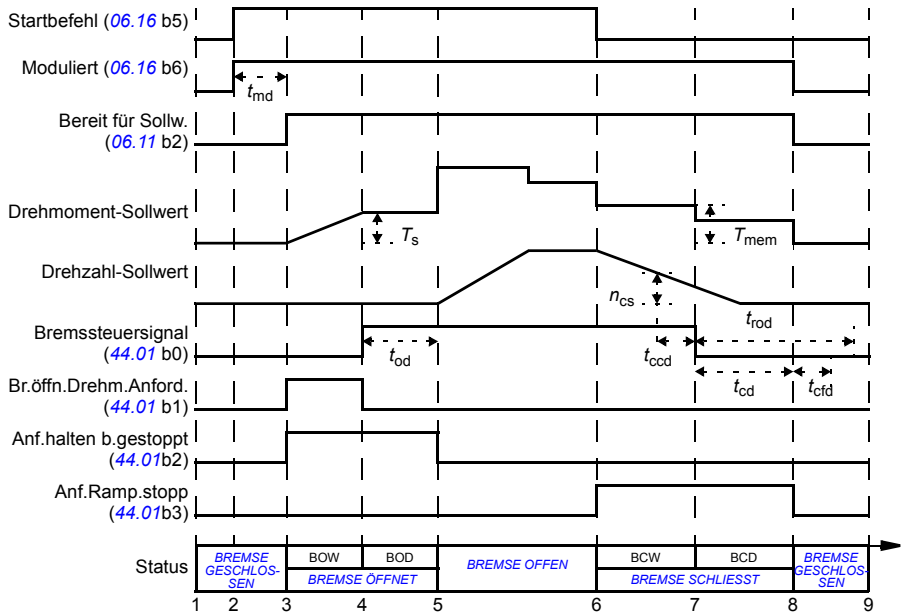 Startbefehl (06.16 b5)
Moduliert (06.16 b6)
tmd
Bereit für Sollw.
(06.11 b2)
Drehmoment-Sollwert
Ts
Tmem
Drehzahl-Sollwert
ncs
trod
Bremssteuersignal
(44.01 b0)
tod
tccd
tcd
tcfd
Br.öffn.Drehm.Anford.
(44.01 b1)
Anf.halten b.gestoppt
(44.01b2)
Anf.Ramp.stopp
(44.01b3)
Status
BREMSE
GESCHLOS-
SEN
BOW
BOD
BREMSE ÖFFNET
BREMSE OFFEN
BCW
BCD
BREMSE SCHLIESST
BREMSE
GESCHLOS-
SEN
1 2 3 4 5 6 7 8 9